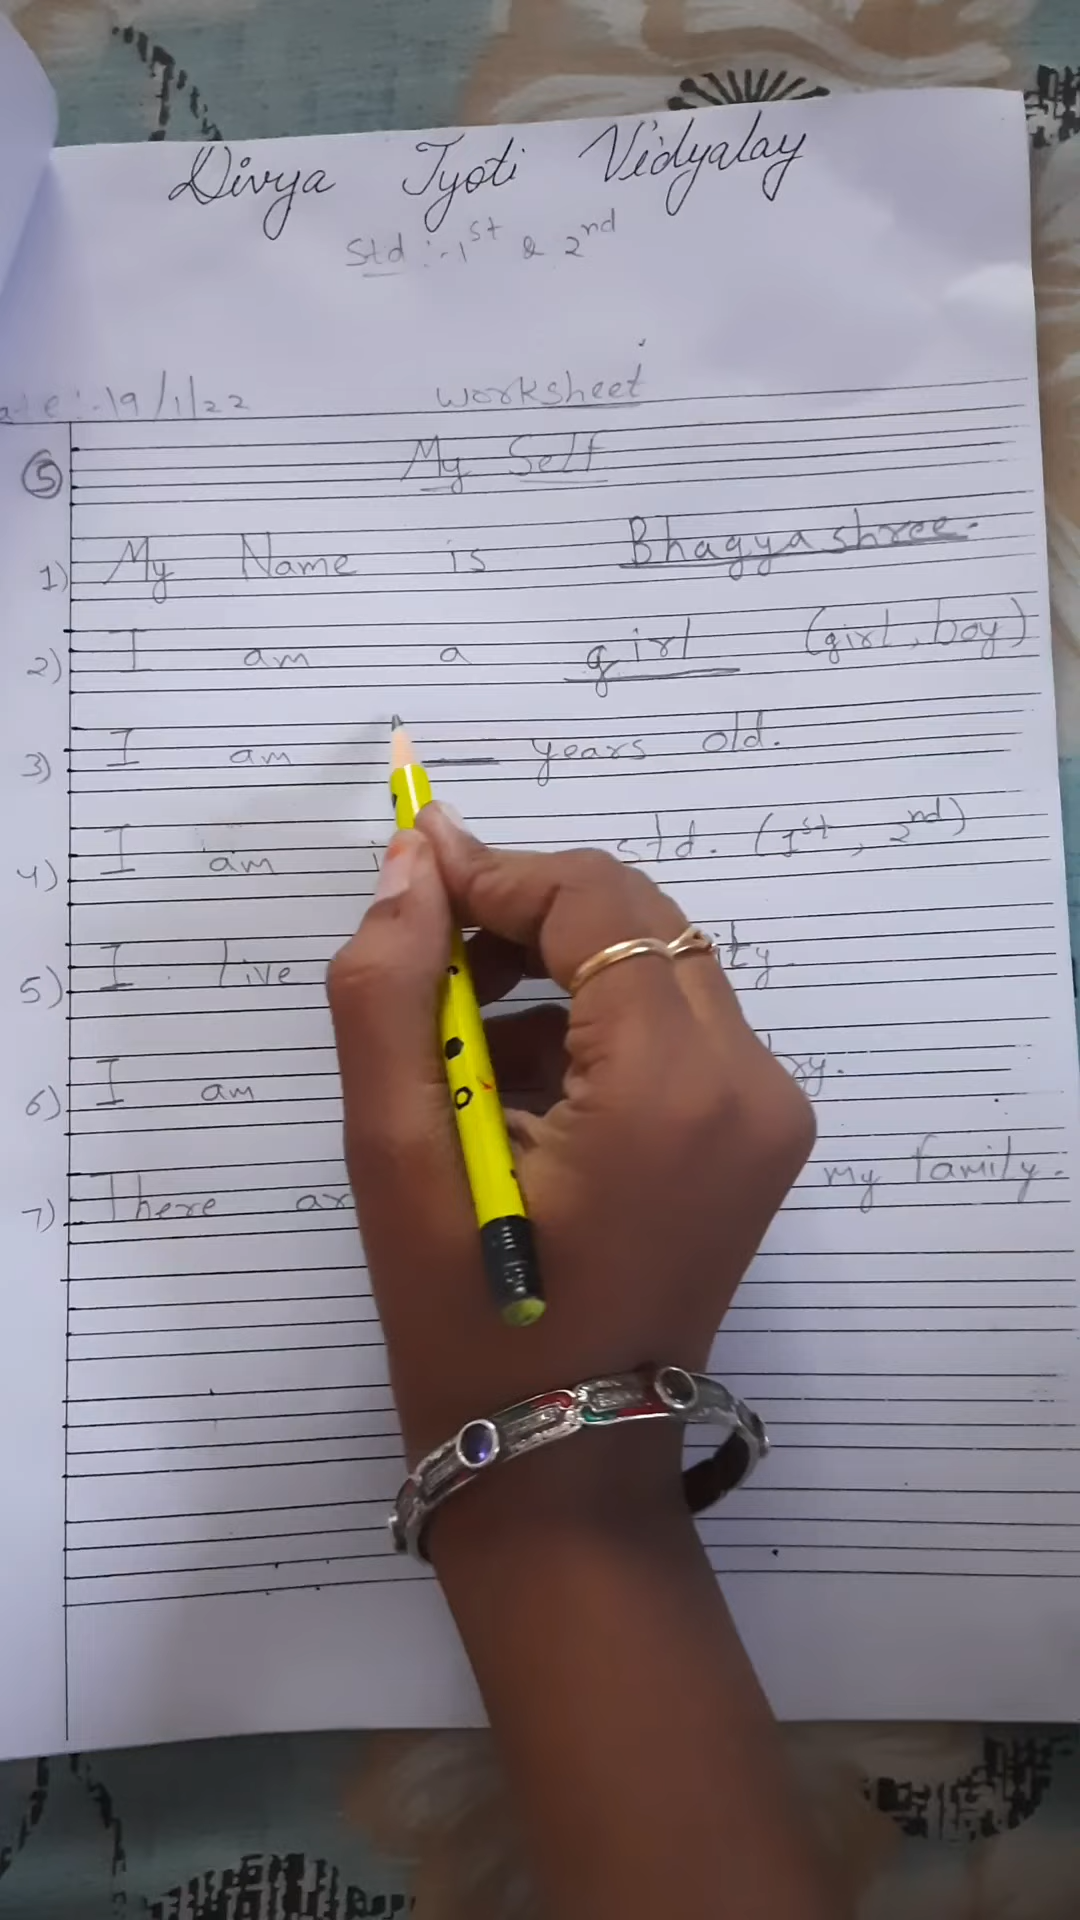 Divya Jyoti Vidyalay
Std :- 1st & 2nd
ate :- 19/1/22 Worksheet
5 My Self
1) My Name is Bhagyashree.
2) I am a girl (girl, boy)
3) I am years old.
4) I am std. (1st, 2nd)
5) I live
6) I am
7) There my family.